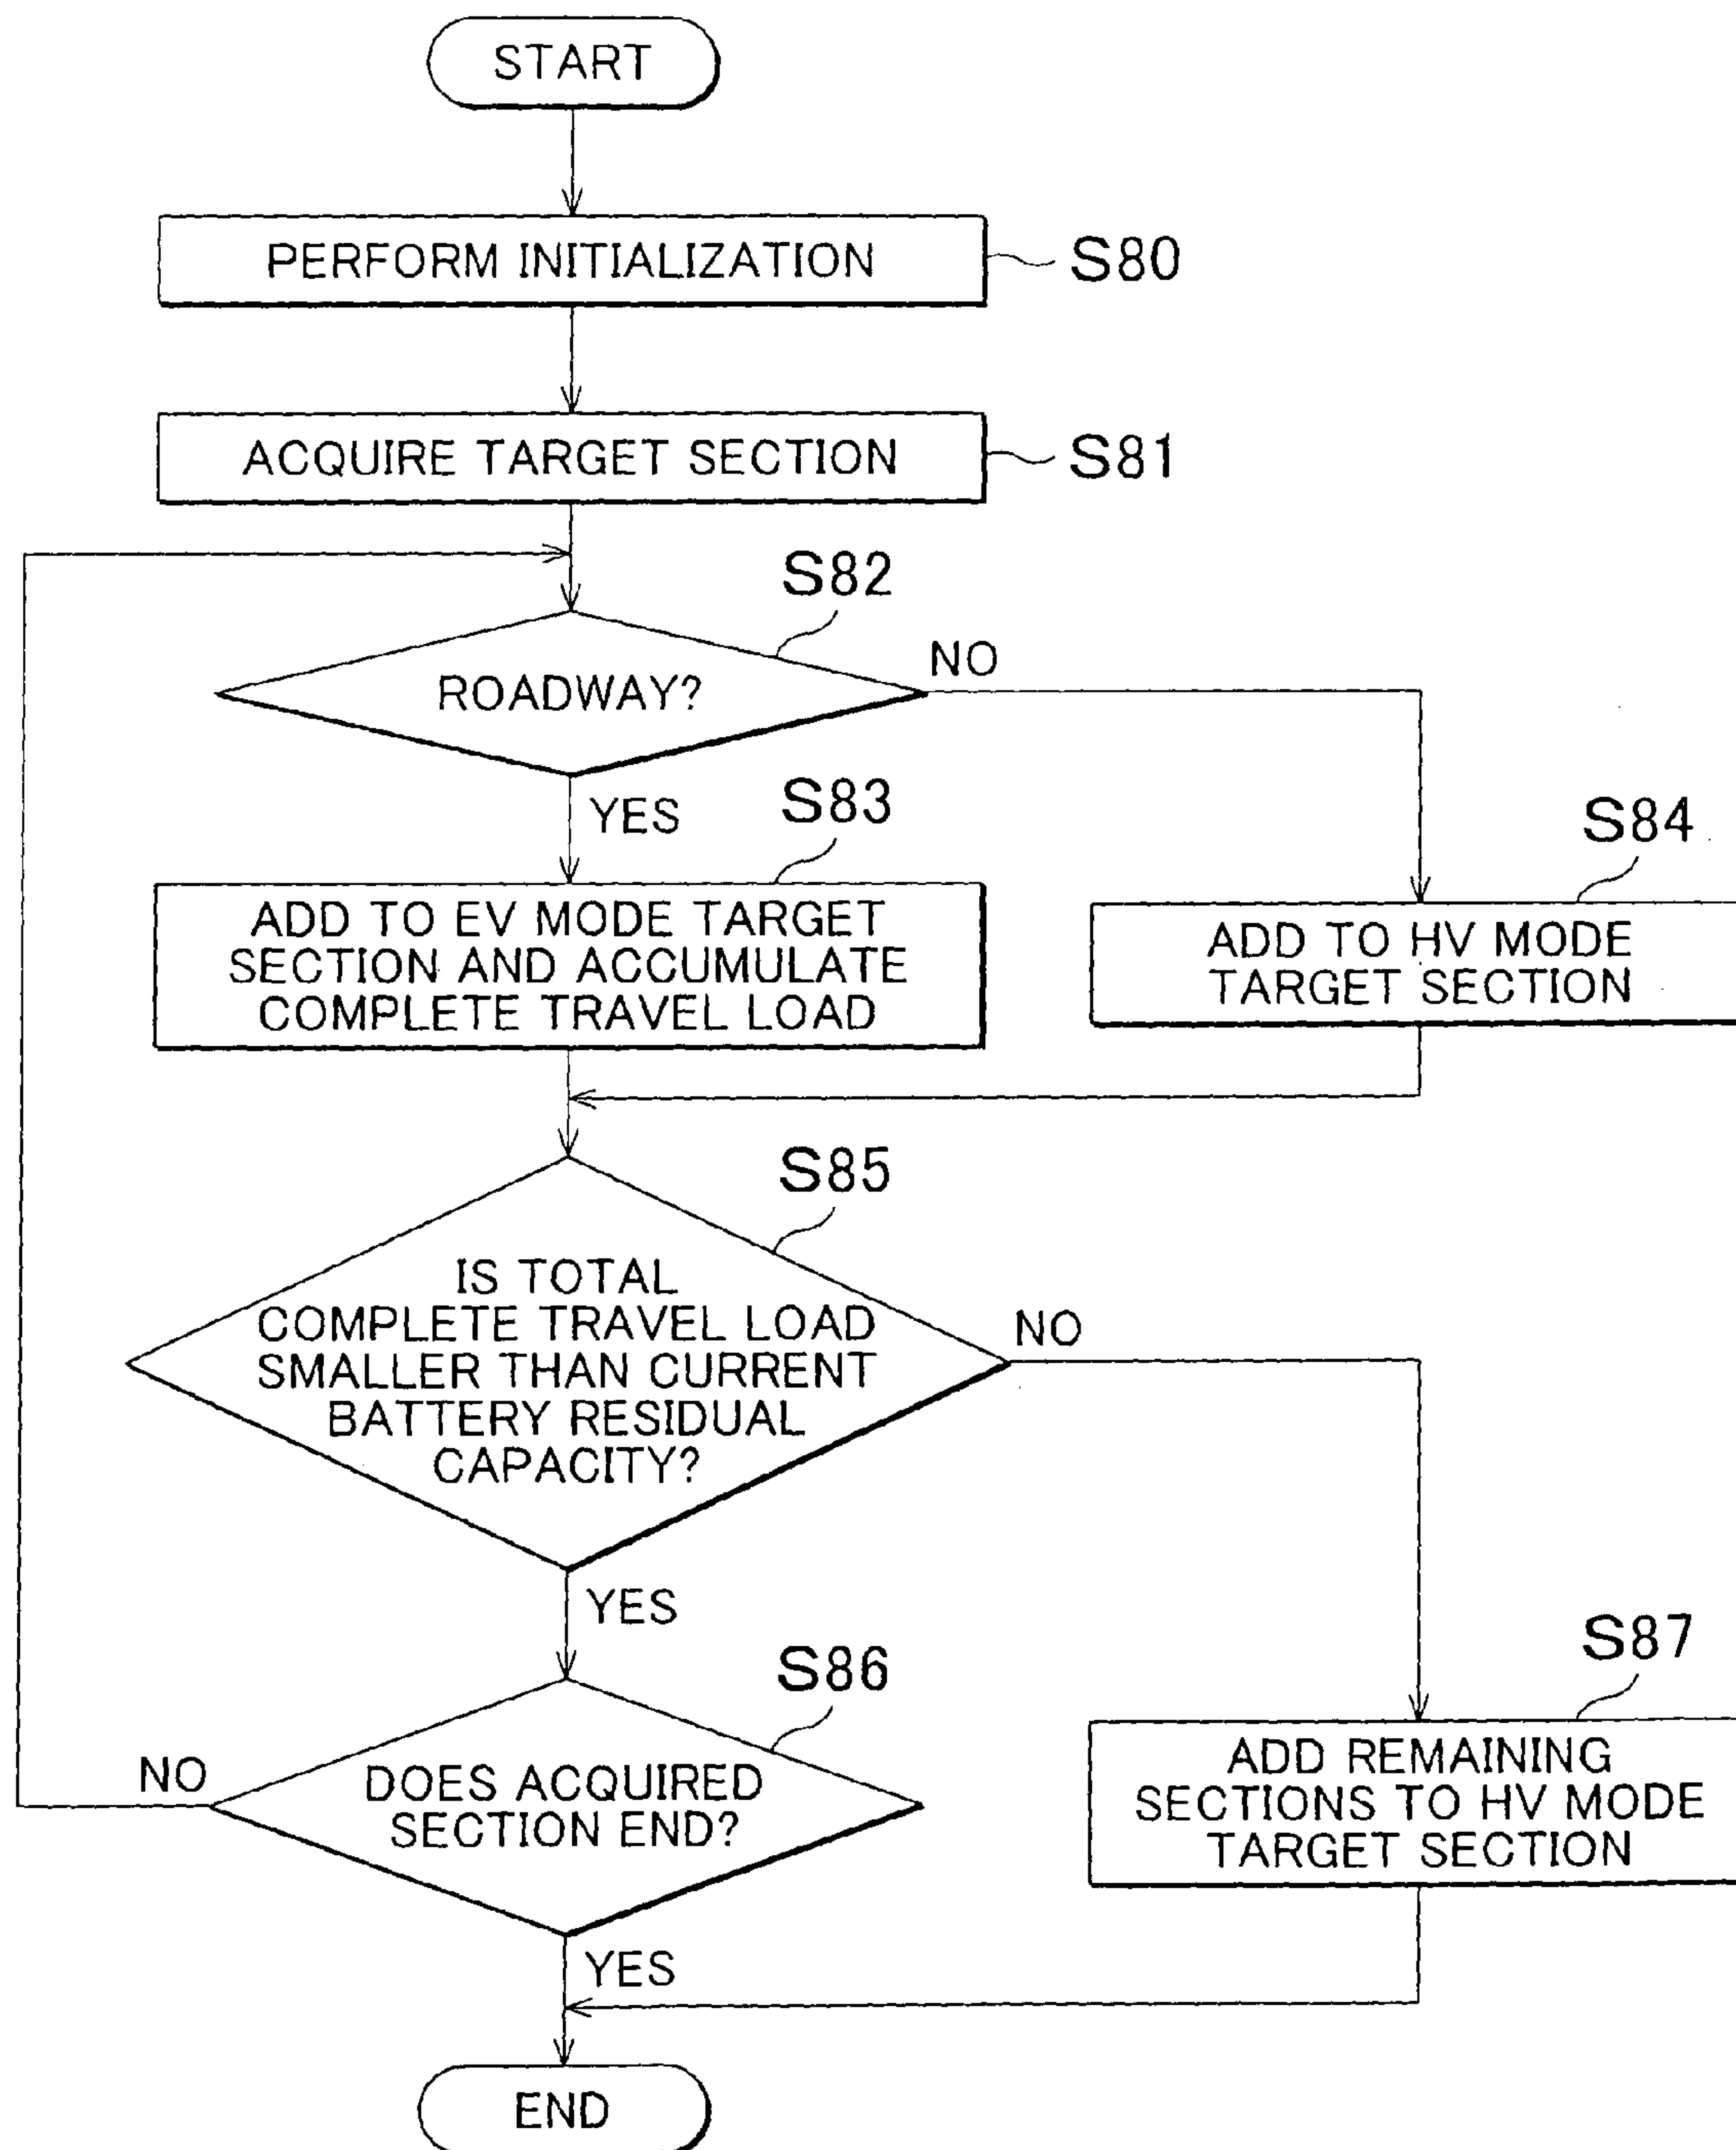 START
PERFORM INITIALIZATION
S80
ACQUIRE TARGET SECTION
S81
S82
ROADWAY?
NO
YES
S83
ADD TO EV MODE TARGET
SECTION AND ACCUMULATE
COMPLETE TRAVEL LOAD
S84
ADD TO HV MODE
TARGET SECTION
S85
IS TOTAL
COMPLETE TRAVEL LOAD
SMALLER THAN CURRENT
BATTERY RESIDUAL
CAPACITY?
NO
YES
S86
DOES ACQUIRED
SECTION END?
NO
YES
S87
ADD REMAINING
SECTIONS TO HV MODE
TARGET SECTION
END